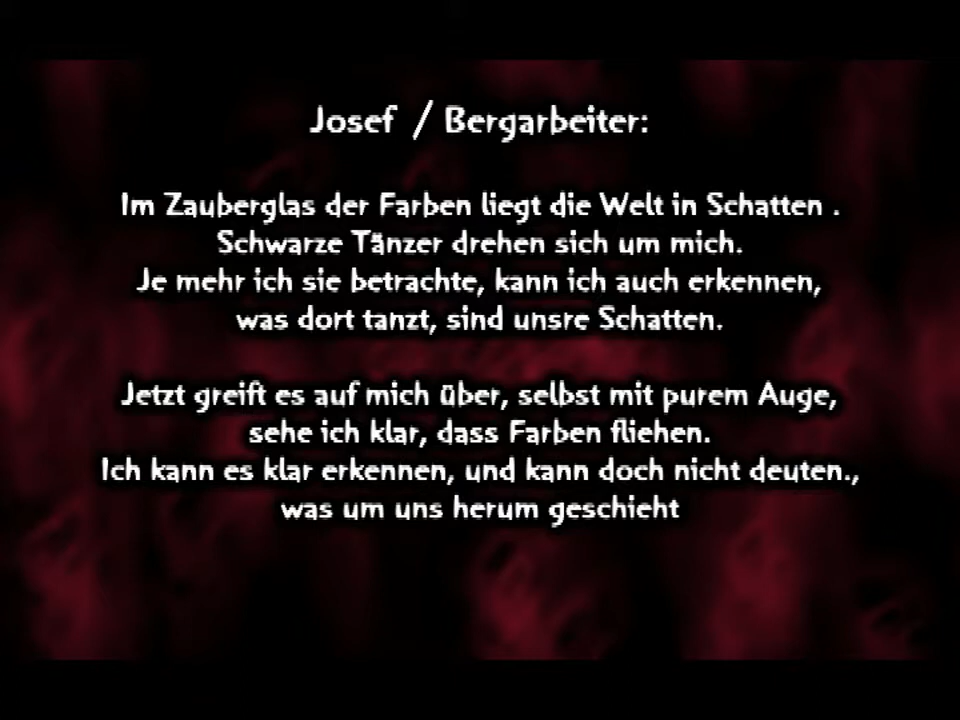 Josef / Bergarbeiter:
Im Zauberglas der Farben liegt die Welt in Schatten .
Schwarze Tänzer drehen sich um mich.
Je mehr ich sie betrachte, kann ich auch erkennen,
was dort tanzt, sind unsre Schatten.
Jetzt greift es auf mich über, selbst mit purem Auge,
sehe ich klar, dass Farben fliehen.
Ich kann es klar erkennen, und kann doch nicht deuten.,
was um uns herum geschieht